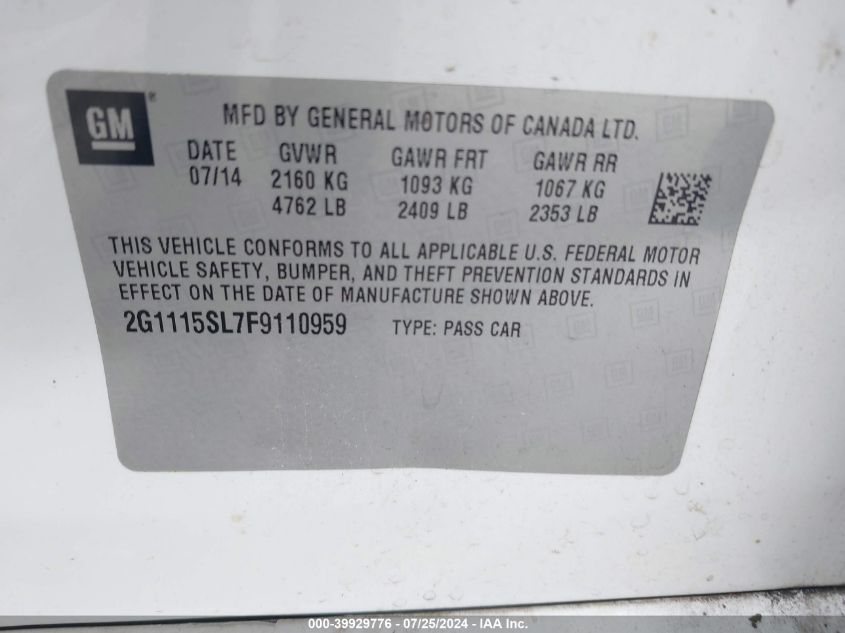 GM ®
MFD BY GENERAL MOTORS OF CANADA LTD.
DATE GVWR GAWR FRT GAWR RR
07/14 2160 KG 1093 KG 1067 KG
4762 LB 2409 LB 2353 LB
THIS VEHICLE CONFORMS TO ALL APPLICABLE U.S. FEDERAL MOTOR
VEHICLE SAFETY, BUMPER, AND THEFT PREVENTION STANDARDS IN
EFFECT ON THE DATE OF MANUFACTURE SHOWN ABOVE.
2G1115SL7F9110959 TYPE: PASS CAR
000-39929776 - 07/25/2024 - IAA Inc.